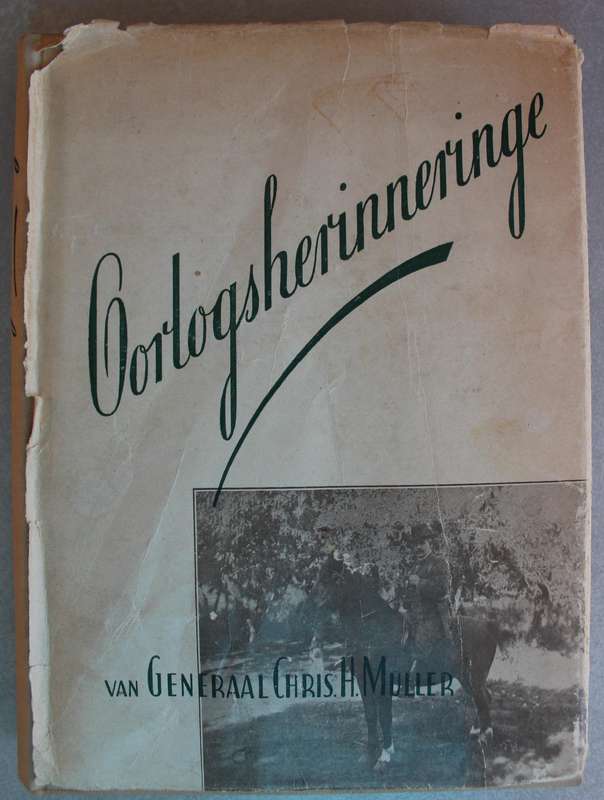 Oorlogsherinneringe
VAN GENERAAL CHRIS. H. MULLER